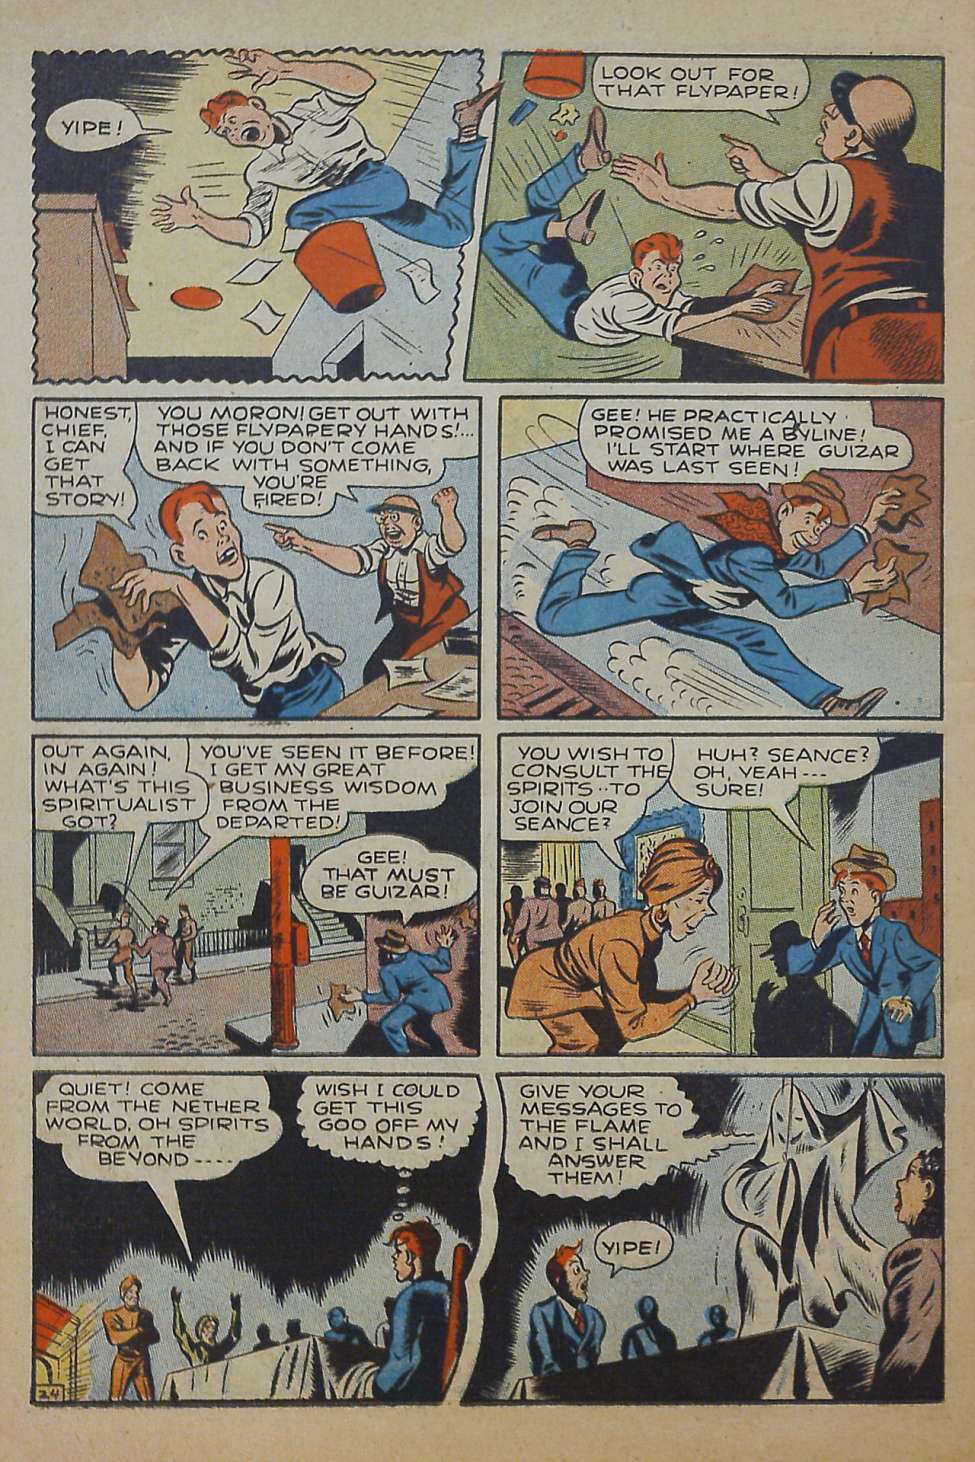 YIPE!
LOOK OUT FOR
THAT FLYPAPER!
HONEST,
CHIEF,
I CAN
GET
THAT
STORY!
YOU MORON! GET OUT WITH
THOSE FLYPAPERY HANDS!...
AND IF YOU DON'T COME
BACK WITH SOMETHING,
YOU'RE
FIRED!
GEE! HE PRACTICALLY
PROMISED ME A BYLINE!
I'LL START WHERE GUIZAR
WAS LAST SEEN!
OUT AGAIN,
IN AGAIN!
WHAT'S THIS
SPIRITUALIST
GOT?
YOU'VE SEEN IT BEFORE!
I GET MY GREAT
BUSINESS WISDOM
FROM THE
DEPARTED!
GEE!
THAT MUST
BE GUIZAR!
YOU WISH TO
CONSULT THE
SPIRITS..TO
JOIN OUR
SEANCE?
HUH? SEANCE?
OH, YEAH---
SURE!
QUIET! COME
FROM THE NETHER
WORLD, OH SPIRITS
FROM THE
BEYOND----
WISH I COULD
GET THIS
GOO OFF MY
HANDS!
GIVE YOUR
MESSAGES TO
THE FLAME
AND I SHALL
ANSWER
THEM!
YIPE!
24